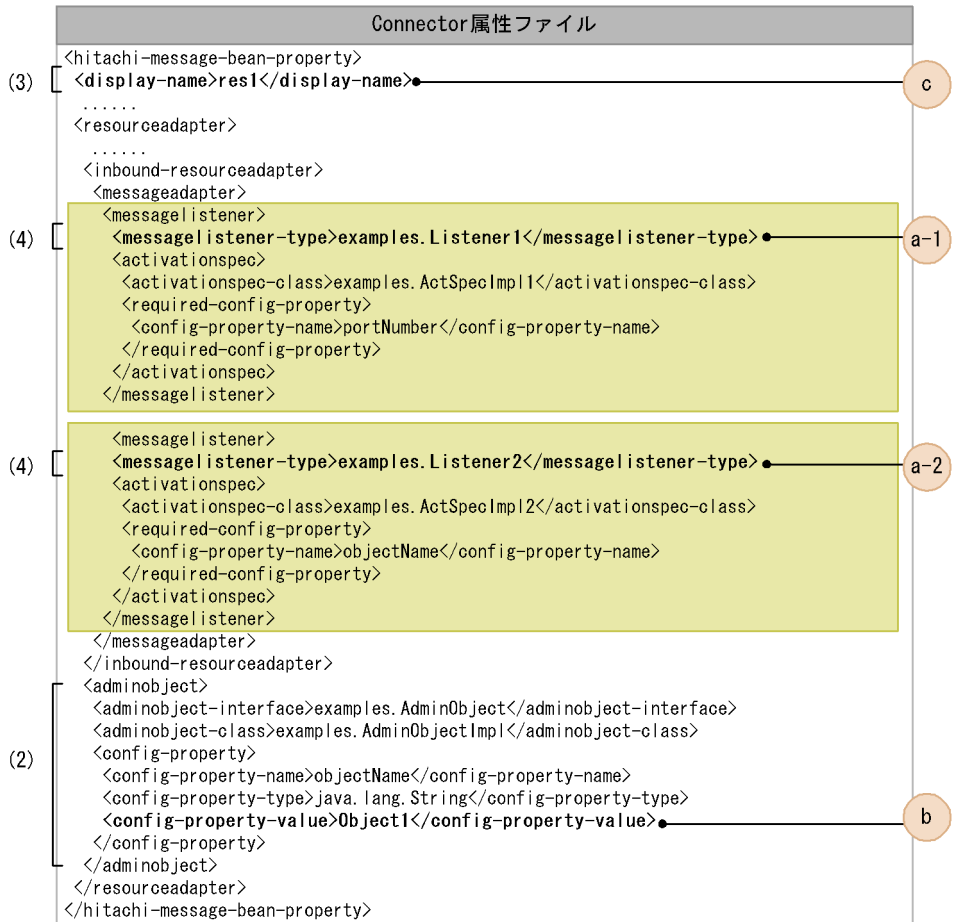 Connector属性ファイル
<hitachi-message-bean-property>
(3) <display-name>res1</display-name> c
......
<resourceadapter>
......
<inbound-resourceadapter>
<messageadapter>
<messagelistener>
(4) <messagelistener-type>examples.Listener1</messagelistener-type> a-1
<activationspec>
<activationspec-class>examples.ActSpecImpl1</activationspec-class>
<required-config-property>
<config-property-name>portNumber</config-property-name>
</required-config-property>
</activationspec>
</messagelistener>
<messagelistener>
(4) <messagelistener-type>examples.Listener2</messagelistener-type> a-2
<activationspec>
<activationspec-class>examples.ActSpecImpl2</activationspec-class>
<required-config-property>
<config-property-name>objectName</config-property-name>
</required-config-property>
</activationspec>
</messagelistener>
</messageadapter>
</inbound-resourceadapter>
<adminobject>
<adminobject-interface>examples.AdminObject</adminobject-interface>
<adminobject-class>examples.AdminObjectImpl</adminobject-class>
(2) <config-property>
<config-property-name>objectName</config-property-name>
<config-property-type>java.lang.String</config-property-type>
<config-property-value>Object1</config-property-value> b
</config-property>
</adminobject>
</resourceadapter>
</hitachi-message-bean-property>